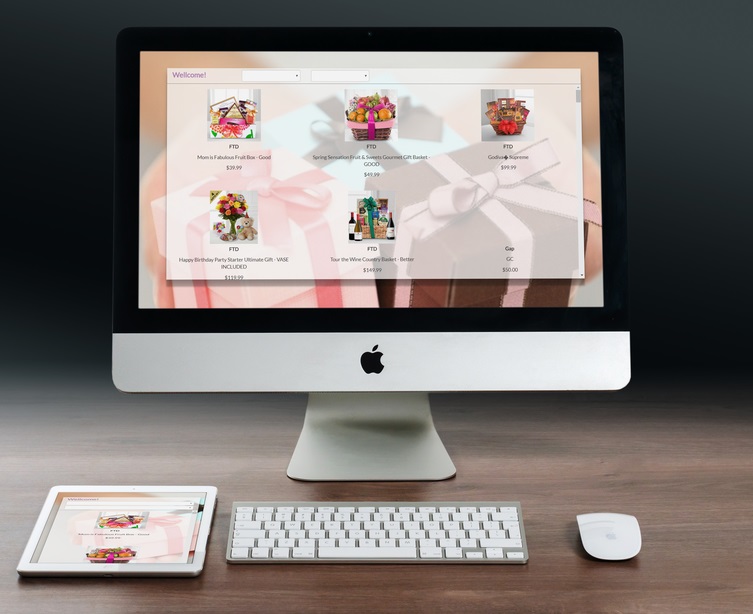 Wellcome!
FTD
Mom is Fabulous Fruit Box - Good
$39.99
FTD
Spring Sensation Fruit & Sweets Gourmet Gift Basket -
GOOD
$49.99
FTD
Godiva� Supreme
$99.99
FTD
Happy Birthday Party Starter Ultimate Gift - VASE
INCLUDED
$119.99
FTD
Tour the Wine Country Basket - Better
$149.99
Gap
GC
$50.00
Wellcome!
FTD
Mom is Fabulous Fruit Box - Good